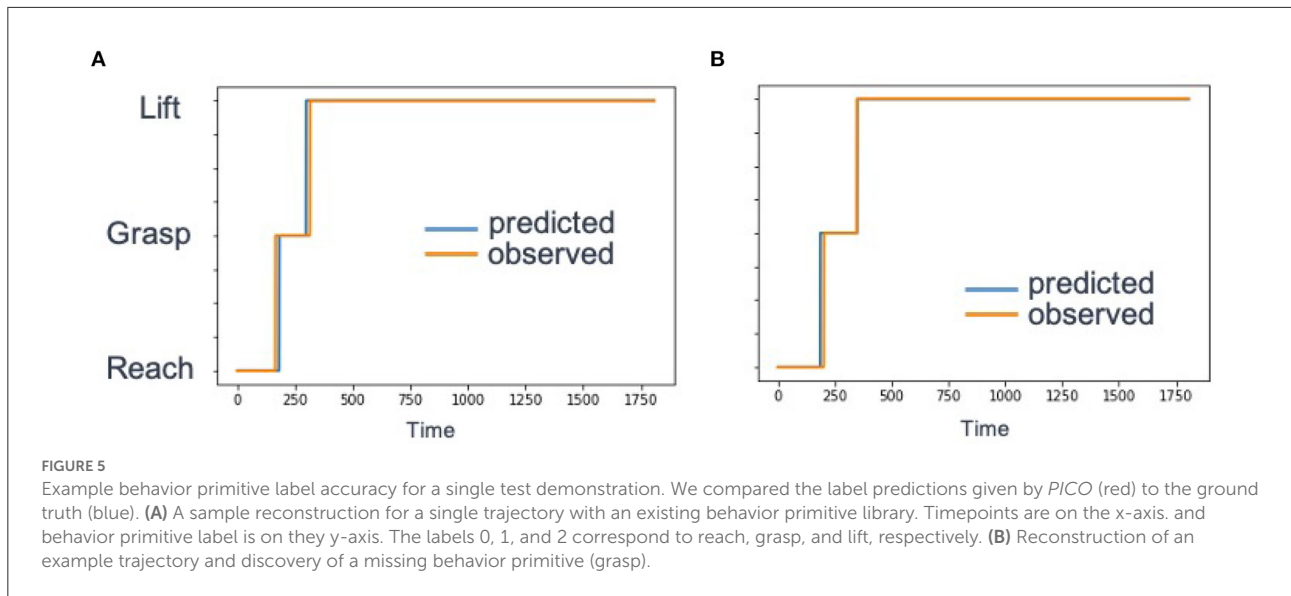 A
B
Lift
Grasp
Reach
predicted
observed
predicted
observed
0 250 500 750 1000 1250 1500 1750
0 250 500 750 1000 1250 1500 1750
Time
Time
FIGURE 5
Example behavior primitive label accuracy for a single test demonstration. We compared the label predictions given by PICO (red) to the ground
truth (blue). (A) A sample reconstruction for a single trajectory with an existing behavior primitive library. Timepoints are on the x-axis. and
behavior primitive label is on they y-axis. The labels 0, 1, and 2 correspond to reach, grasp, and lift, respectively. (B) Reconstruction of an
example trajectory and discovery of a missing behavior primitive (grasp).